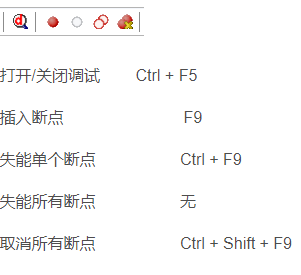 d
打开/关闭调试 Ctrl + F5
插入断点 F9
失能单个断点 Ctrl + F9
失能所有断点 无
取消所有断点 Ctrl + Shift + F9